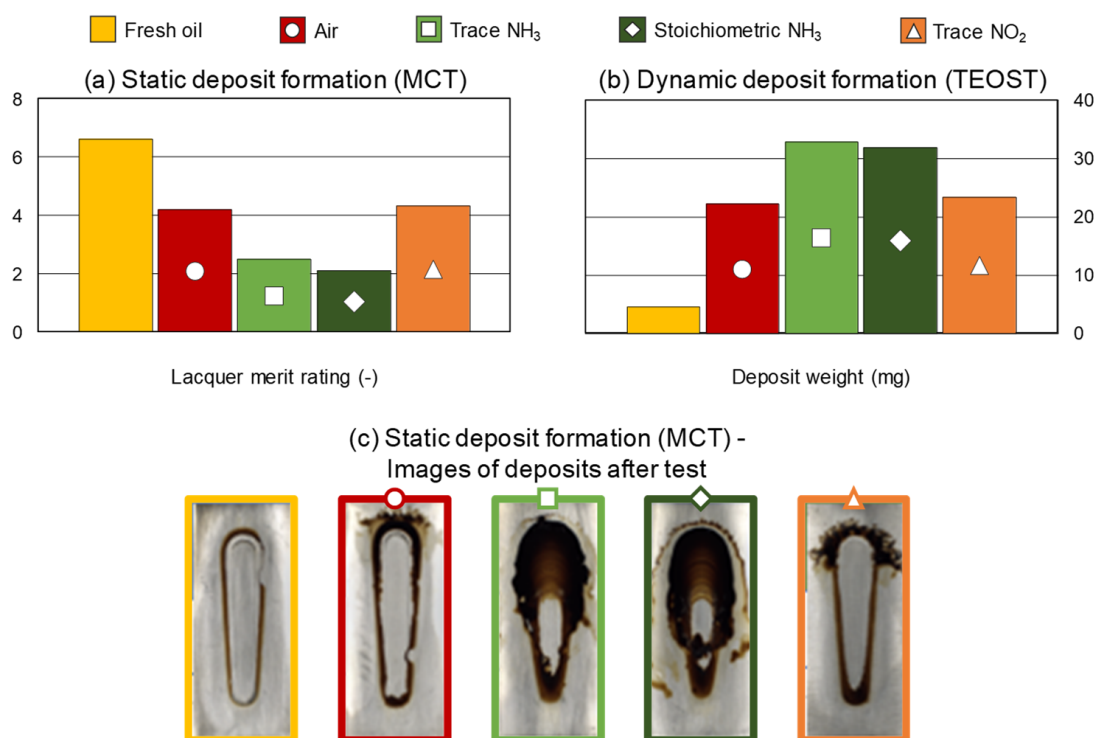 Fresh oil Air Trace NH₃ Stoichiometric NH₃ Trace NO₂
(a) Static deposit formation (MCT)
8
6
4
2
0
Lacquer merit rating (-)
(b) Dynamic deposit formation (TEOST)
40
30
20
10
0
Deposit weight (mg)
(c) Static deposit formation (MCT) -
Images of deposits after test